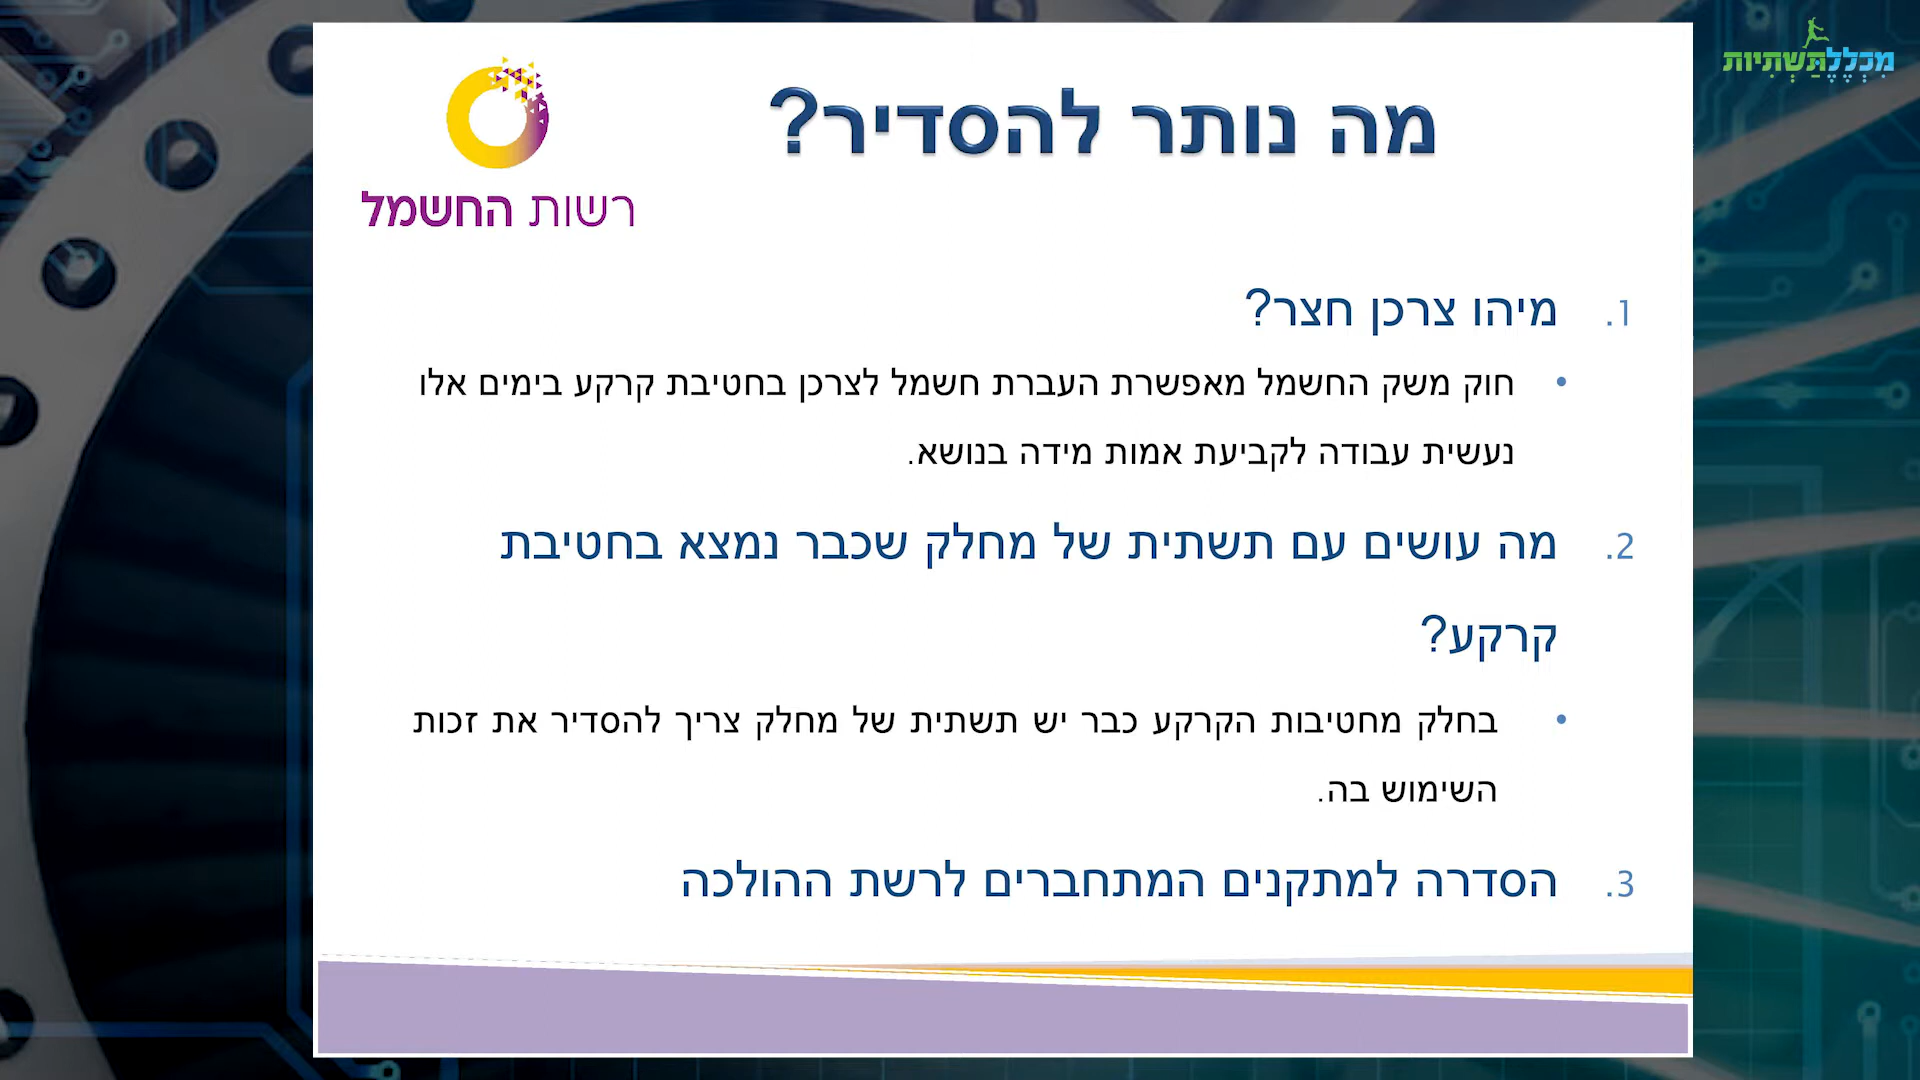 מכלל תשתיות
מה נותר להסדיר?
רשות החשמל
1. מיהו צרכן חצר?
• חוק משק החשמל מאפשרת העברת חשמל לצרכן בחטיבת קרקע בימים אלו
נעשית עבודה לקביעת אמות מידה בנושא.
2. מה עושים עם תשתית של מחלק שכבר נמצא בחטיבת
קרקע?
• בחלק מחטיבות הקרקע כבר יש תשתית של מחלק צריך להסדיר את זכות
השימוש בה.
3. הסדרה למתקנים המתחברים לרשת ההולכה